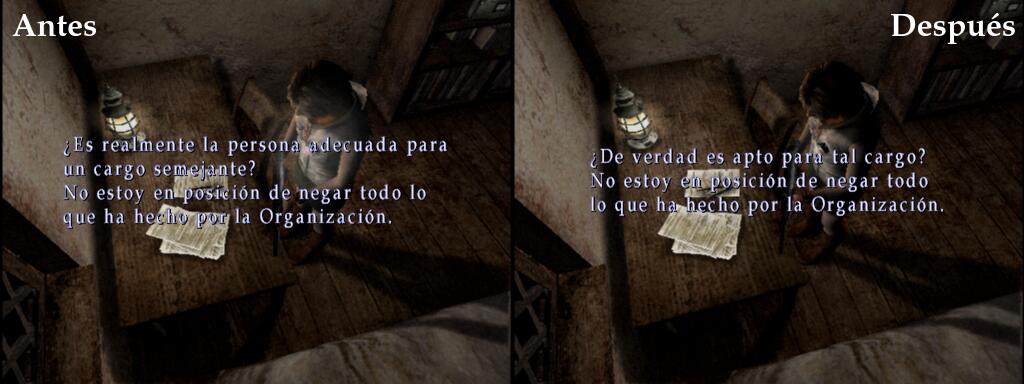 Antes
¿Es realmente la persona adecuada para
un cargo semejante?
No estoy en posición de negar todo lo
que ha hecho por la Organización.
Después
¿De verdad es apto para tal cargo?
No estoy en posición de negar todo
lo que ha hecho por la Organización.